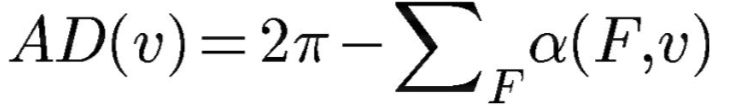 AD(v) = 2π − ∑_F α(F,v)